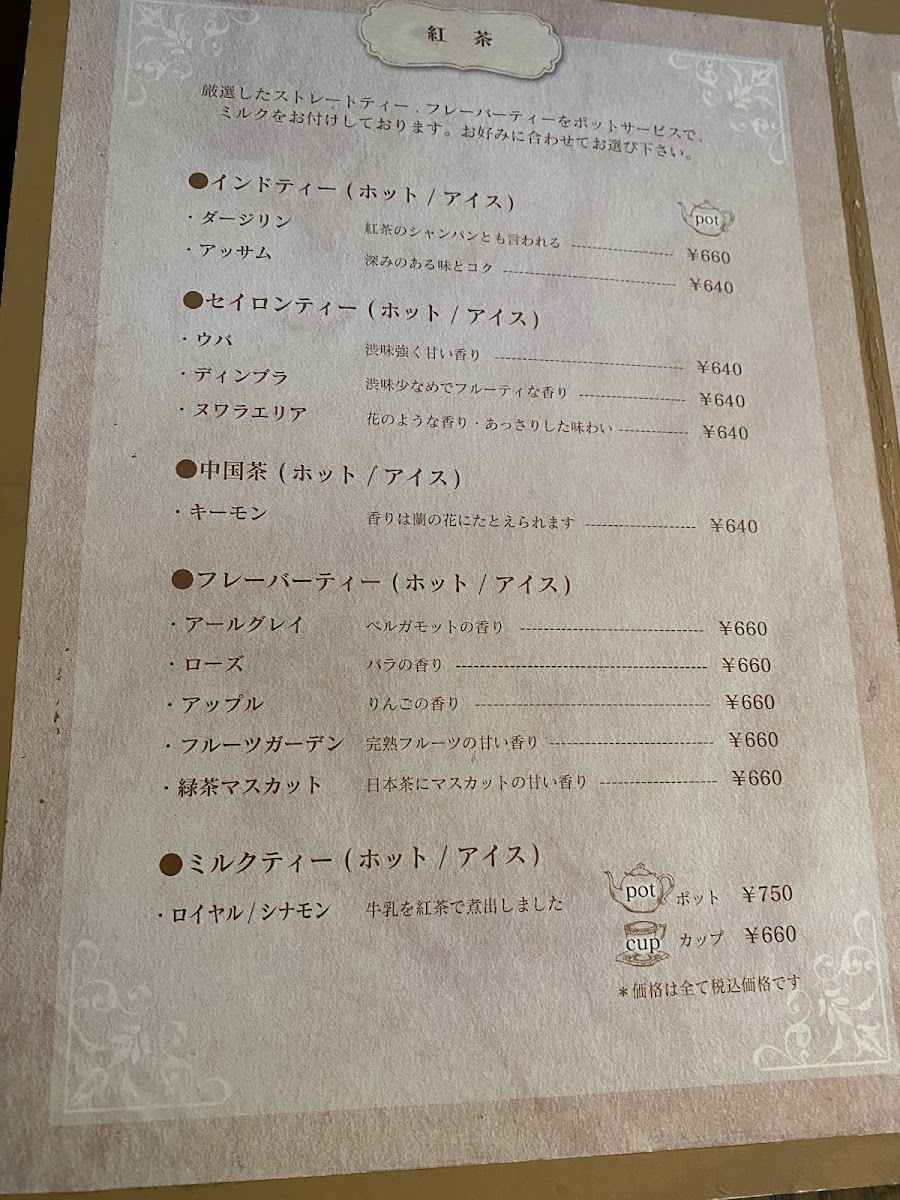 紅 茶
厳選したストレートティー．フレーバーティーをポットサービスで、
ミルクをお付けしております。お好みに合わせてお選び下さい。
●インドティー ( ホット / アイス )
pot
・ダージリン 紅茶のシャンパンとも言われる ¥660
・アッサム 深みのある味とコク ¥640
●セイロンティー ( ホット / アイス )
・ウバ 渋味強く甘い香り ¥640
・ディンブラ 渋味少なめでフルーティな香り ¥640
・ヌワラエリア 花のような香り・あっさりした味わい ¥640
●中国茶 ( ホット / アイス )
・キーモン 香りは蘭の花にたとえられます ¥640
●フレーバーティー ( ホット / アイス )
・アールグレイ ベルガモットの香り ¥660
・ローズ バラの香り ¥660
・アップル りんごの香り ¥660
・フルーツガーデン 完熟フルーツの甘い香り ¥660
・緑茶マスカット 日本茶にマスカットの甘い香り ¥660
●ミルクティー ( ホット / アイス )
・ロイヤル / シナモン 牛乳を紅茶で煮出しました pot ポット ¥750
cup カップ ¥660
＊価格は全て税込価格です